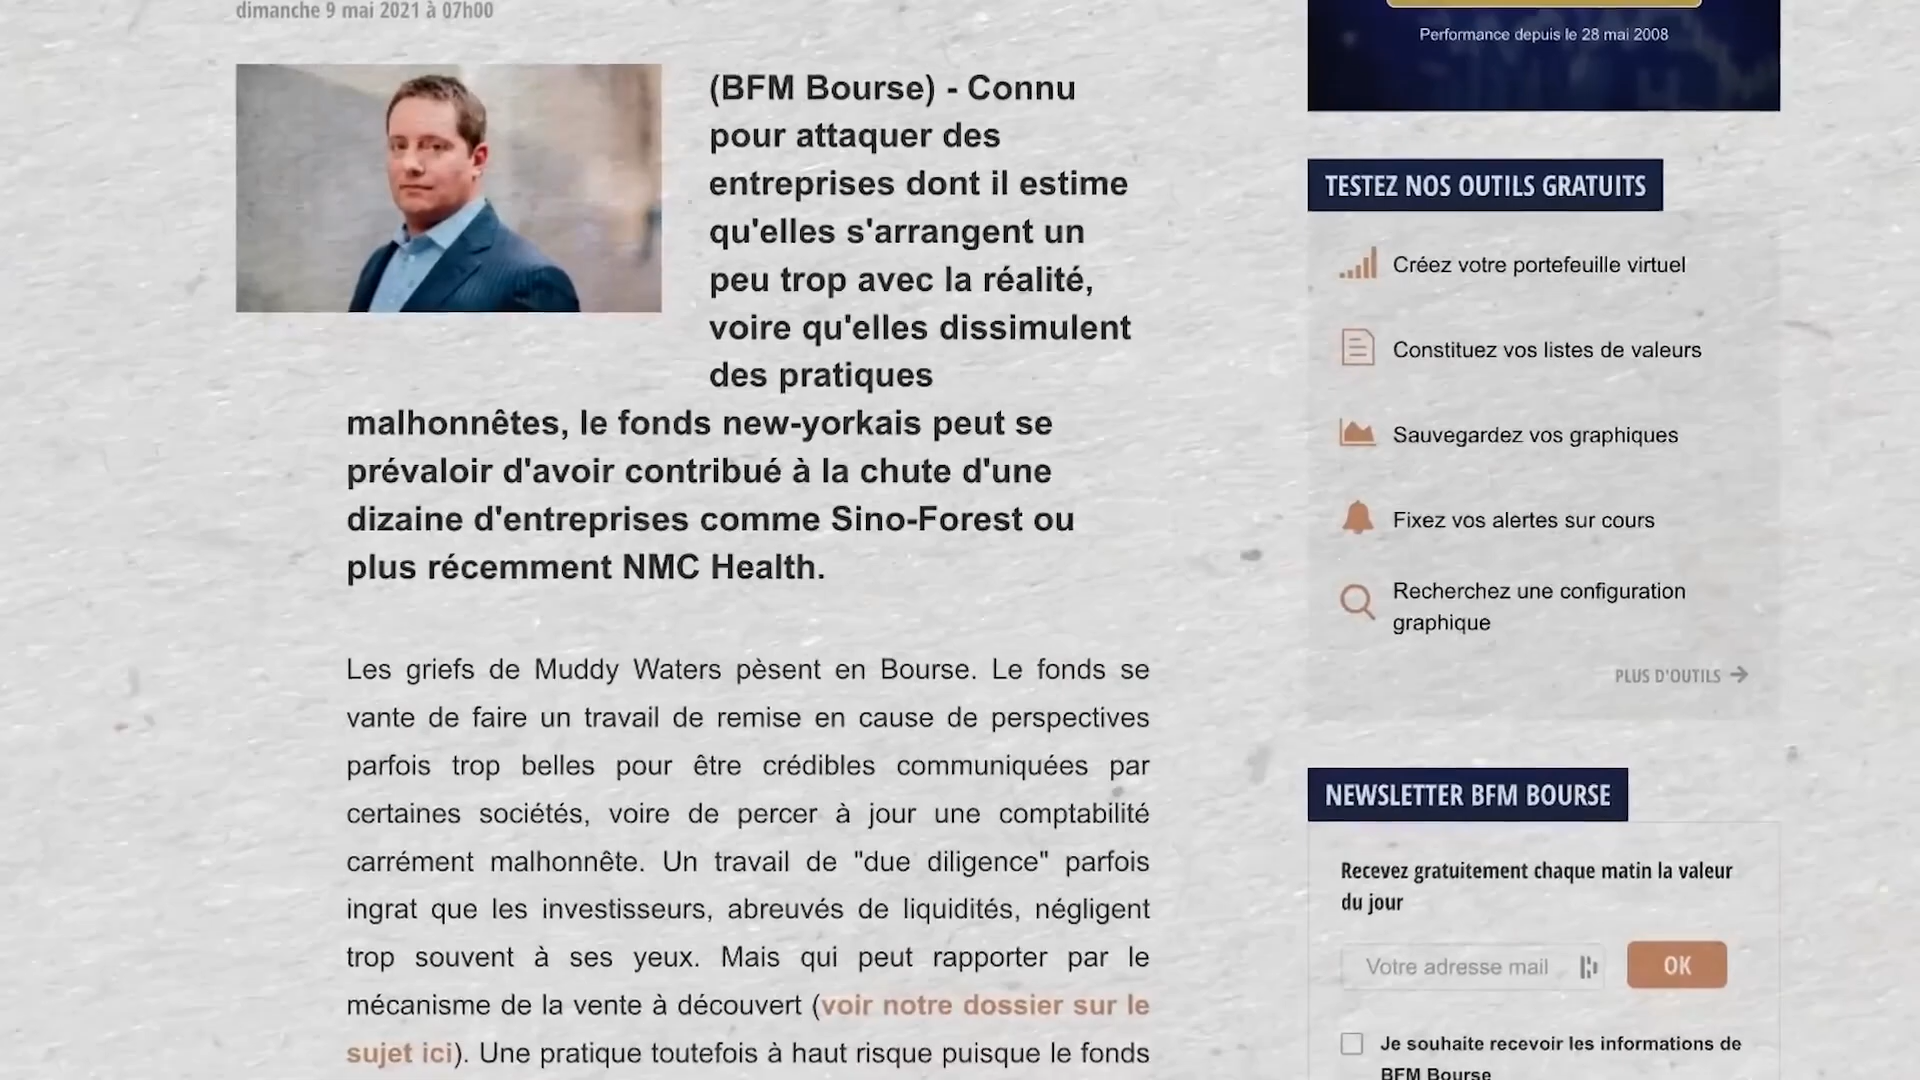 dimanche 9 mai 2021 à 07h00
(BFM Bourse) - Connu
pour attaquer des
entreprises dont il estime
qu'elles s'arrangent un
peu trop avec la réalité,
voire qu'elles dissimulent
des pratiques
malhonnêtes, le fonds new-yorkais peut se
prévaloir d'avoir contribué à la chute d'une
dizaine d'entreprises comme Sino-Forest ou
plus récemment NMC Health.
Les griefs de Muddy Waters pèsent en Bourse. Le fonds se
vante de faire un travail de remise en cause de perspectives
parfois trop belles pour être crédibles communiquées par
certaines sociétés, voire de percer à jour une comptabilité
carrément malhonnête. Un travail de "due diligence" parfois
ingrat que les investisseurs, abreuvés de liquidités, négligent
trop souvent à ses yeux. Mais qui peut rapporter par le
mécanisme de la vente à découvert (voir notre dossier sur le
sujet ici). Une pratique toutefois à haut risque puisque le fonds
Performance depuis le 28 mai 2008
TESTEZ NOS OUTILS GRATUITS
Créez votre portefeuille virtuel
Constituez vos listes de valeurs
Sauvegardez vos graphiques
Fixez vos alertes sur cours
Recherchez une configuration
graphique
PLUS D'OUTILS
NEWSLETTER BFM BOURSE
Recevez gratuitement chaque matin la valeur
du jour
Votre adresse mail
OK
Je souhaite recevoir les informations de
BFM Bourse